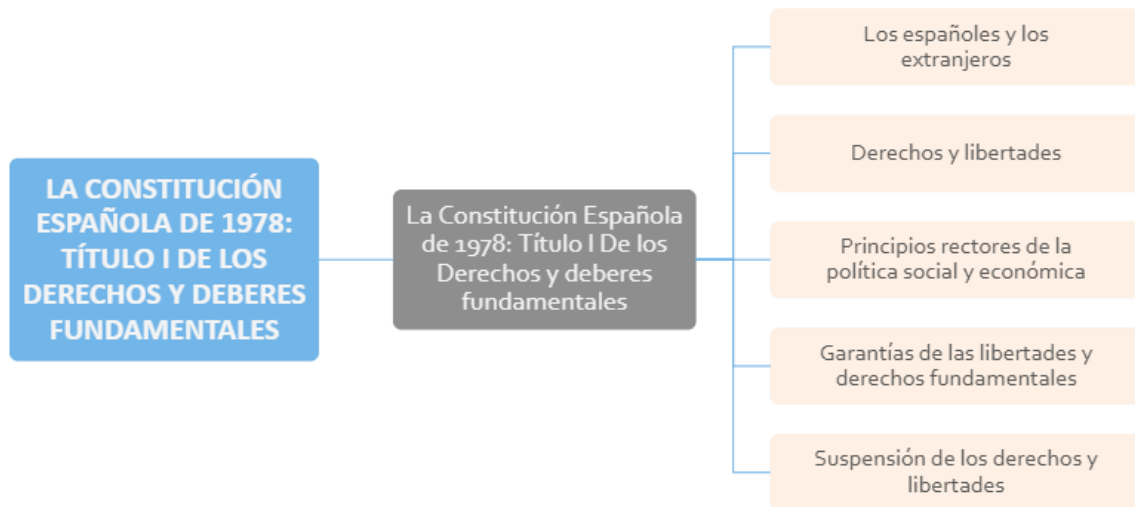 LA CONSTITUCIÓN
ESPAÑOLA DE 1978:
TÍTULO I DE LOS
DERECHOS Y DEBERES
FUNDAMENTALES
La Constitución Española
de 1978: Título I De los
Derechos y deberes
fundamentales
Los españoles y los
extranjeros
Derechos y libertades
Principios rectores de la
política social y económica
Garantías de las libertades y
derechos fundamentales
Suspensión de los derechos y
libertades